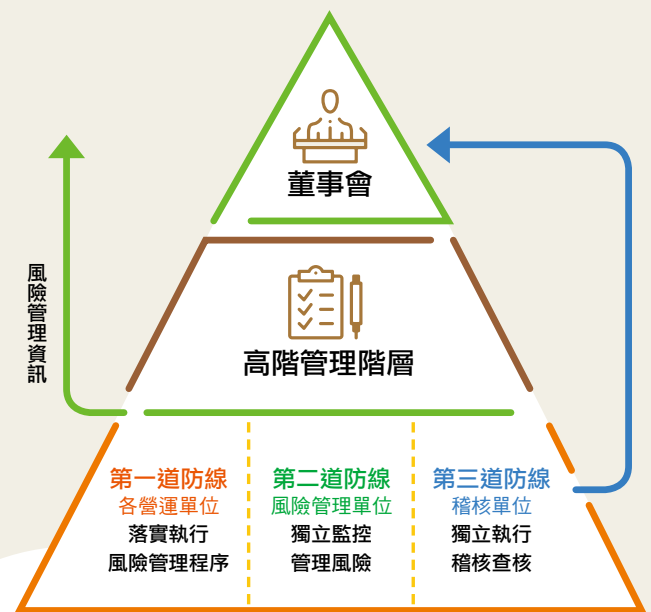 董事會
風險管理資訊
高階管理階層
第一道防線
各營運單位
落實執行
風險管理程序
第二道防線
風險管理單位
獨立監控
管理風險
第三道防線
稽核單位
獨立執行
稽核查核